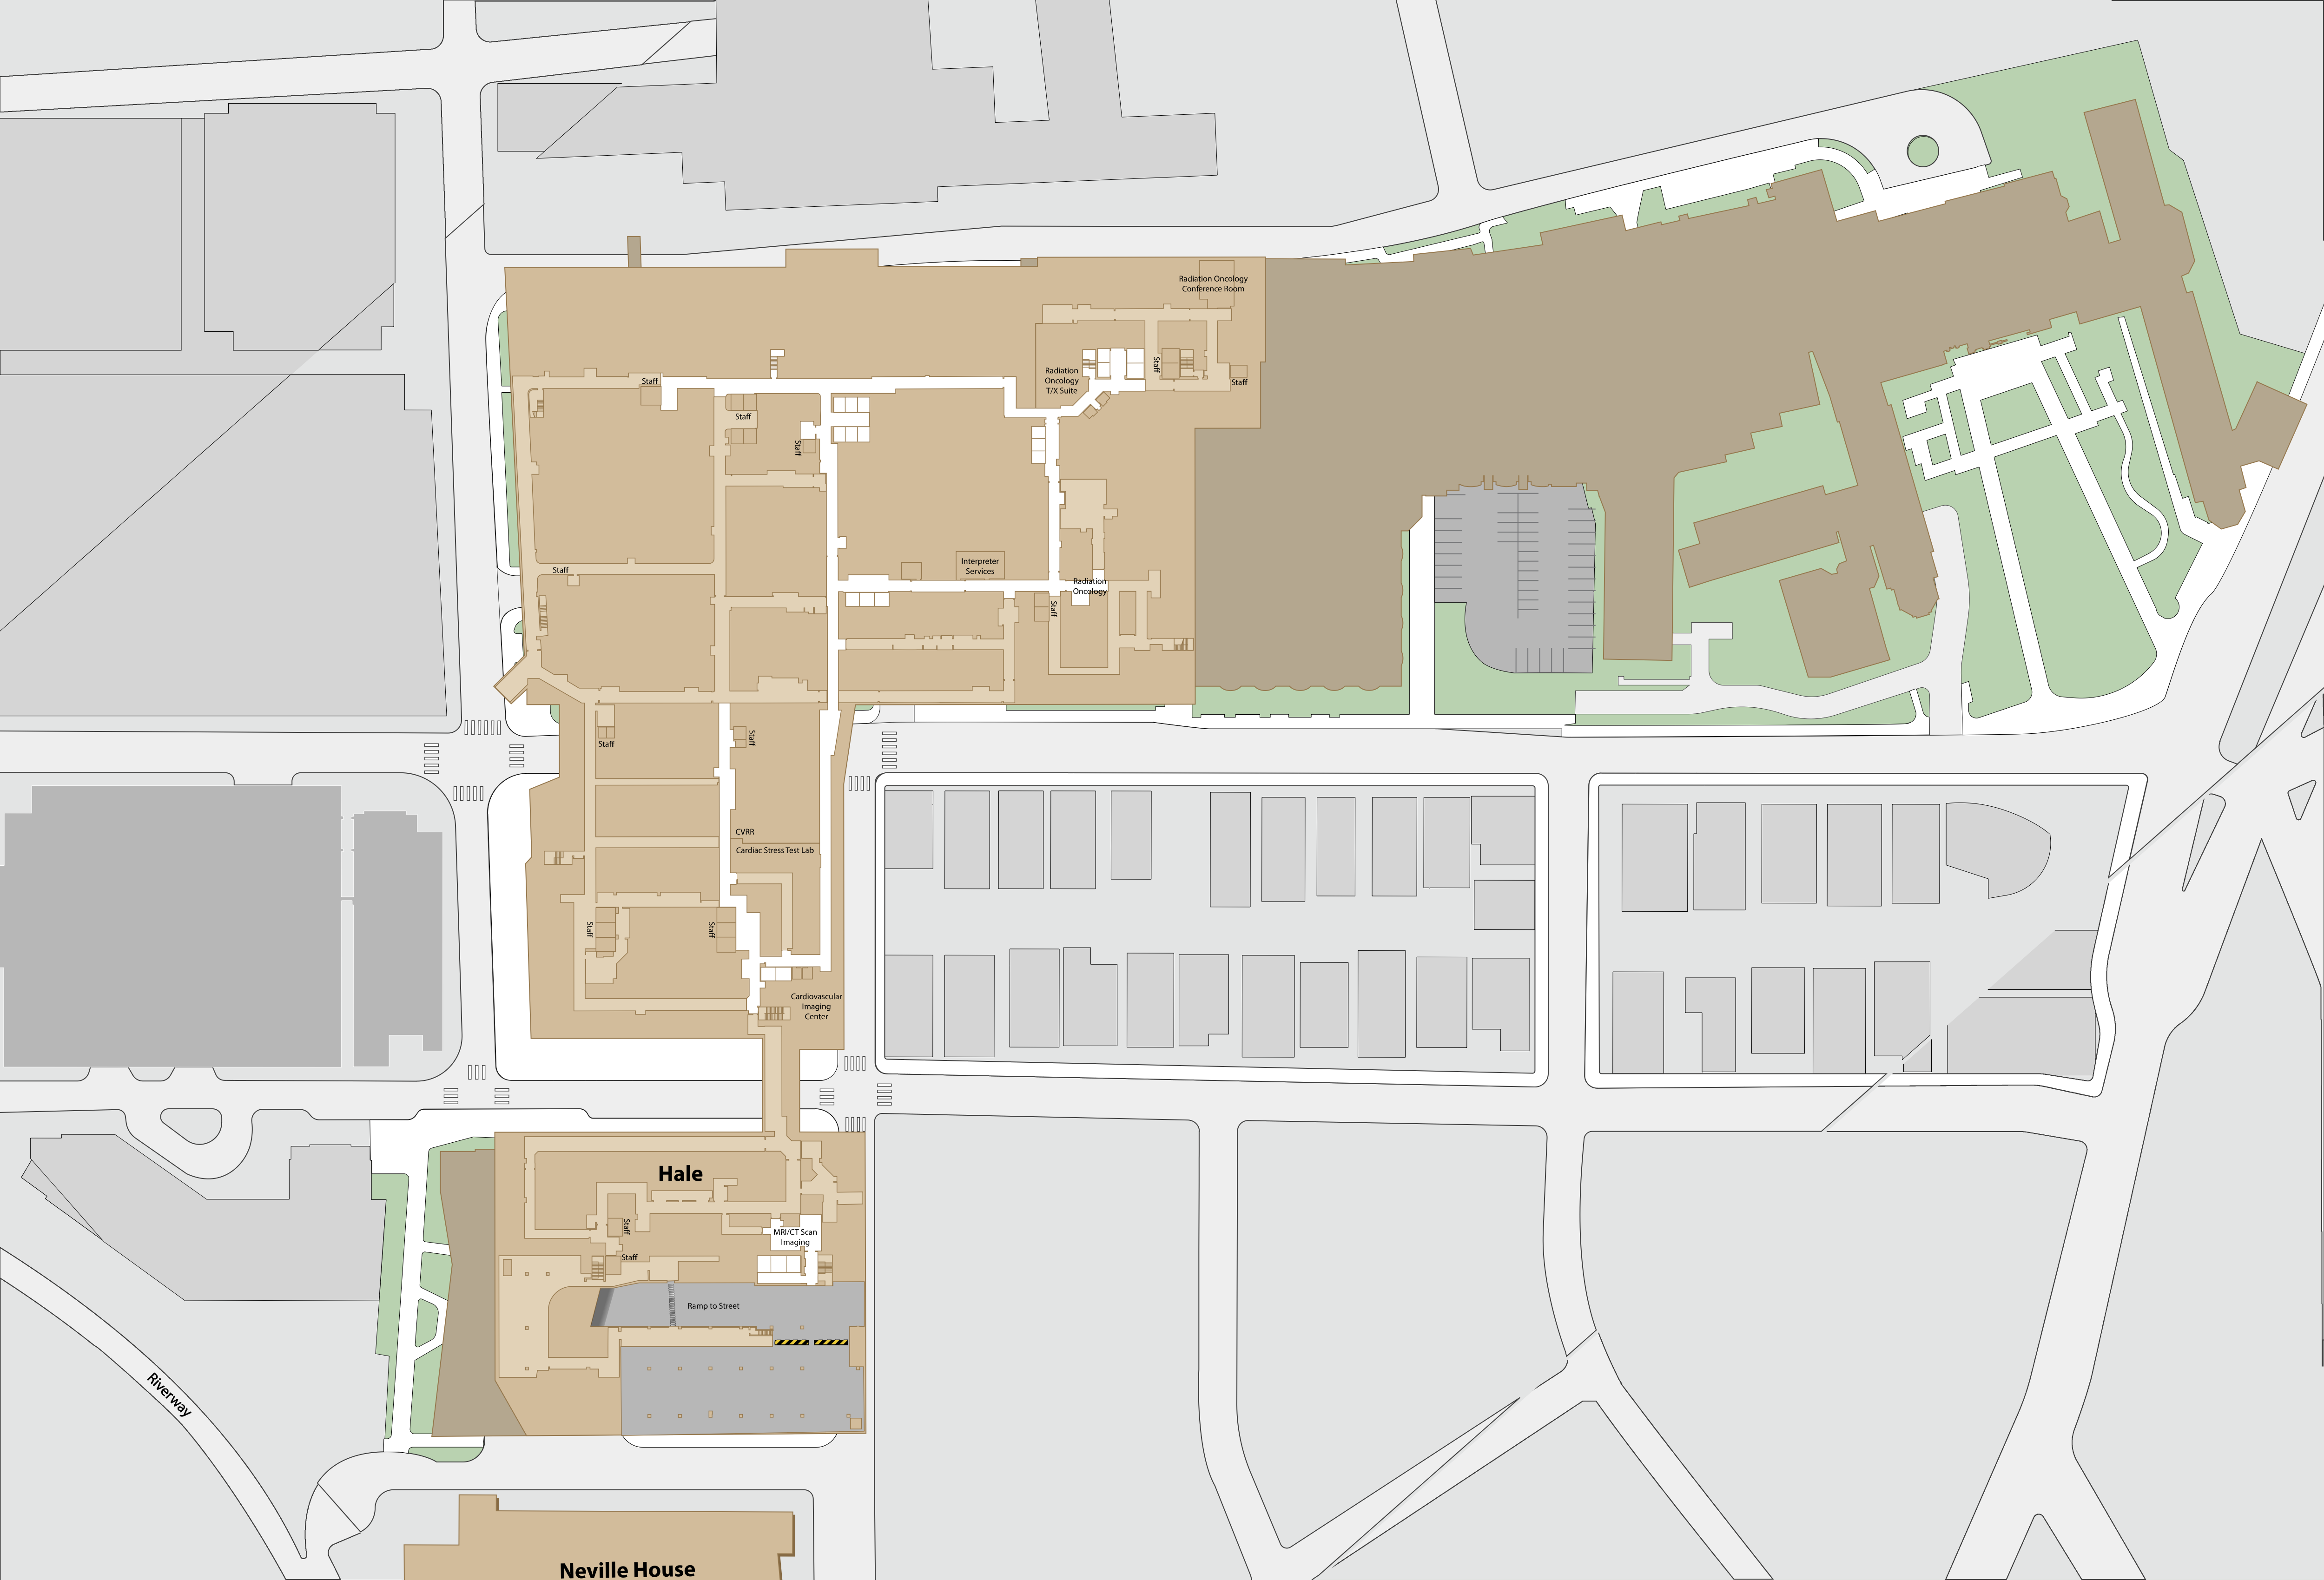 Radiation Oncology
Conference Room
Staff
Radiation
Oncology
T/X Suite
Staff
Staff
Staff
Staff
Interpreter
Services
Staff
Radiation
Oncology
Staff
Staff
Staff
CVRR
Cardiac Stress Test Lab
Staff
Staff
Cardiovascular
Imaging
Center
Hale
Staff
MRI/CT Scan
Imaging
Staff
Ramp to Street
Riverway
Neville House